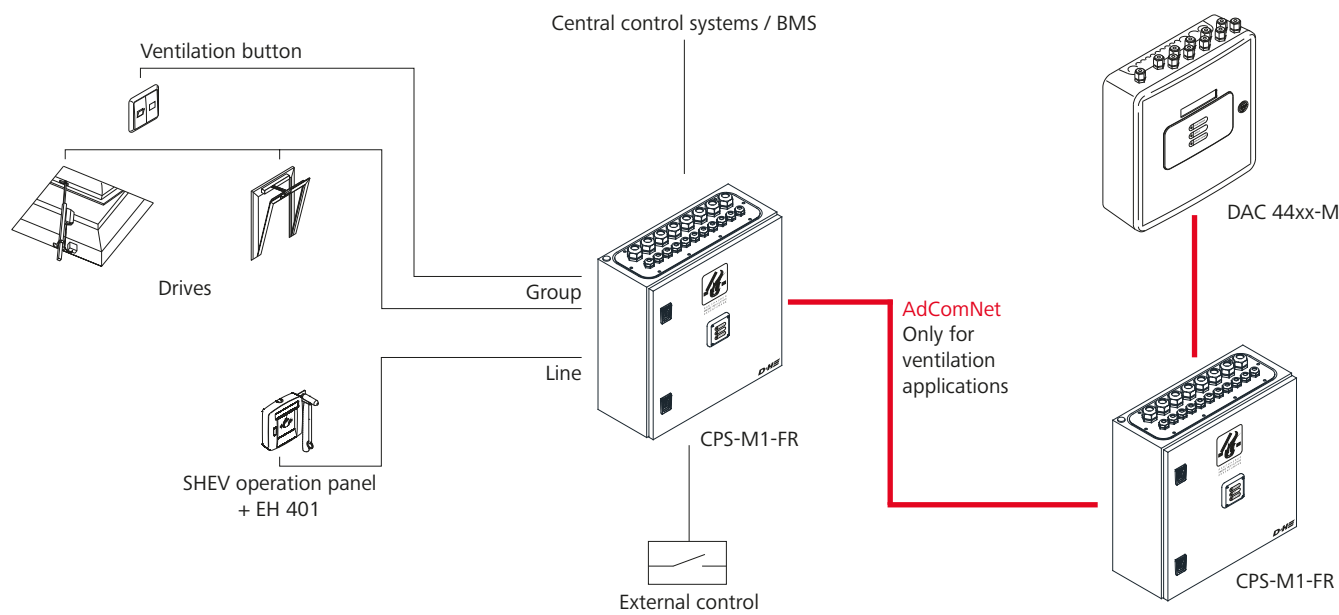 Central control systems / BMS
Ventilation button
DAC 44xx-M
Drives
Group
Line
AdComNet
Only for
ventilation
applications
D+H
CPS-M1-FR
SHEV operation panel
+ EH 401
External control
D+H
CPS-M1-FR